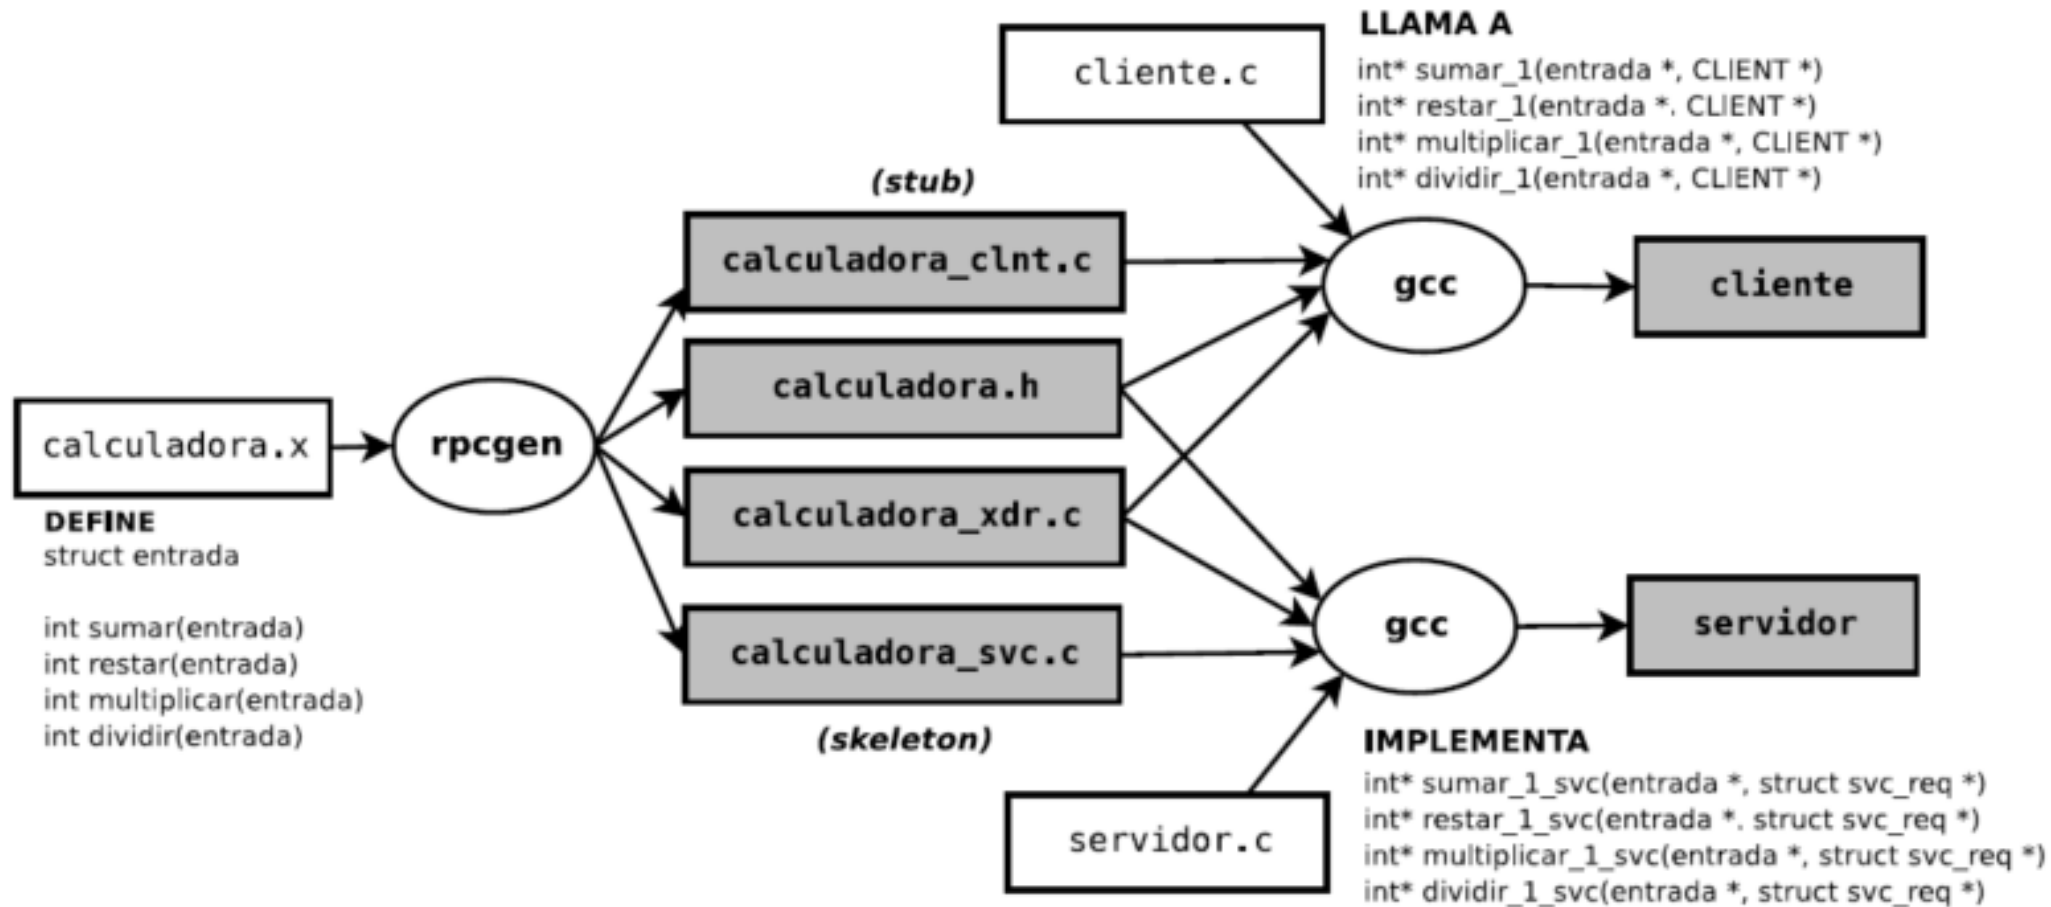 LLAMA A
cliente.c
int* sumar_1(entrada *, CLIENT *)
int* restar_1(entrada *. CLIENT *)
int* multiplicar_1(entrada *, CLIENT *)
int* dividir_1(entrada *, CLIENT *)
(stub)
calculadora_clnt.c
gcc
cliente
calculadora.h
calculadora.x
rpcgen
calculadora_xdr.c
DEFINE
struct entrada
int sumar(entrada)
int restar(entrada)
int multiplicar(entrada)
int dividir(entrada)
gcc
servidor
calculadora_svc.c
(skeleton)
servidor.c
IMPLEMENTA
int* sumar_1_svc(entrada *, struct svc_req *)
int* restar_1_svc(entrada *. struct svc_req *)
int* multiplicar_1_svc(entrada *, struct svc_req *)
int* dividir_1_svc(entrada *, struct svc_req *)